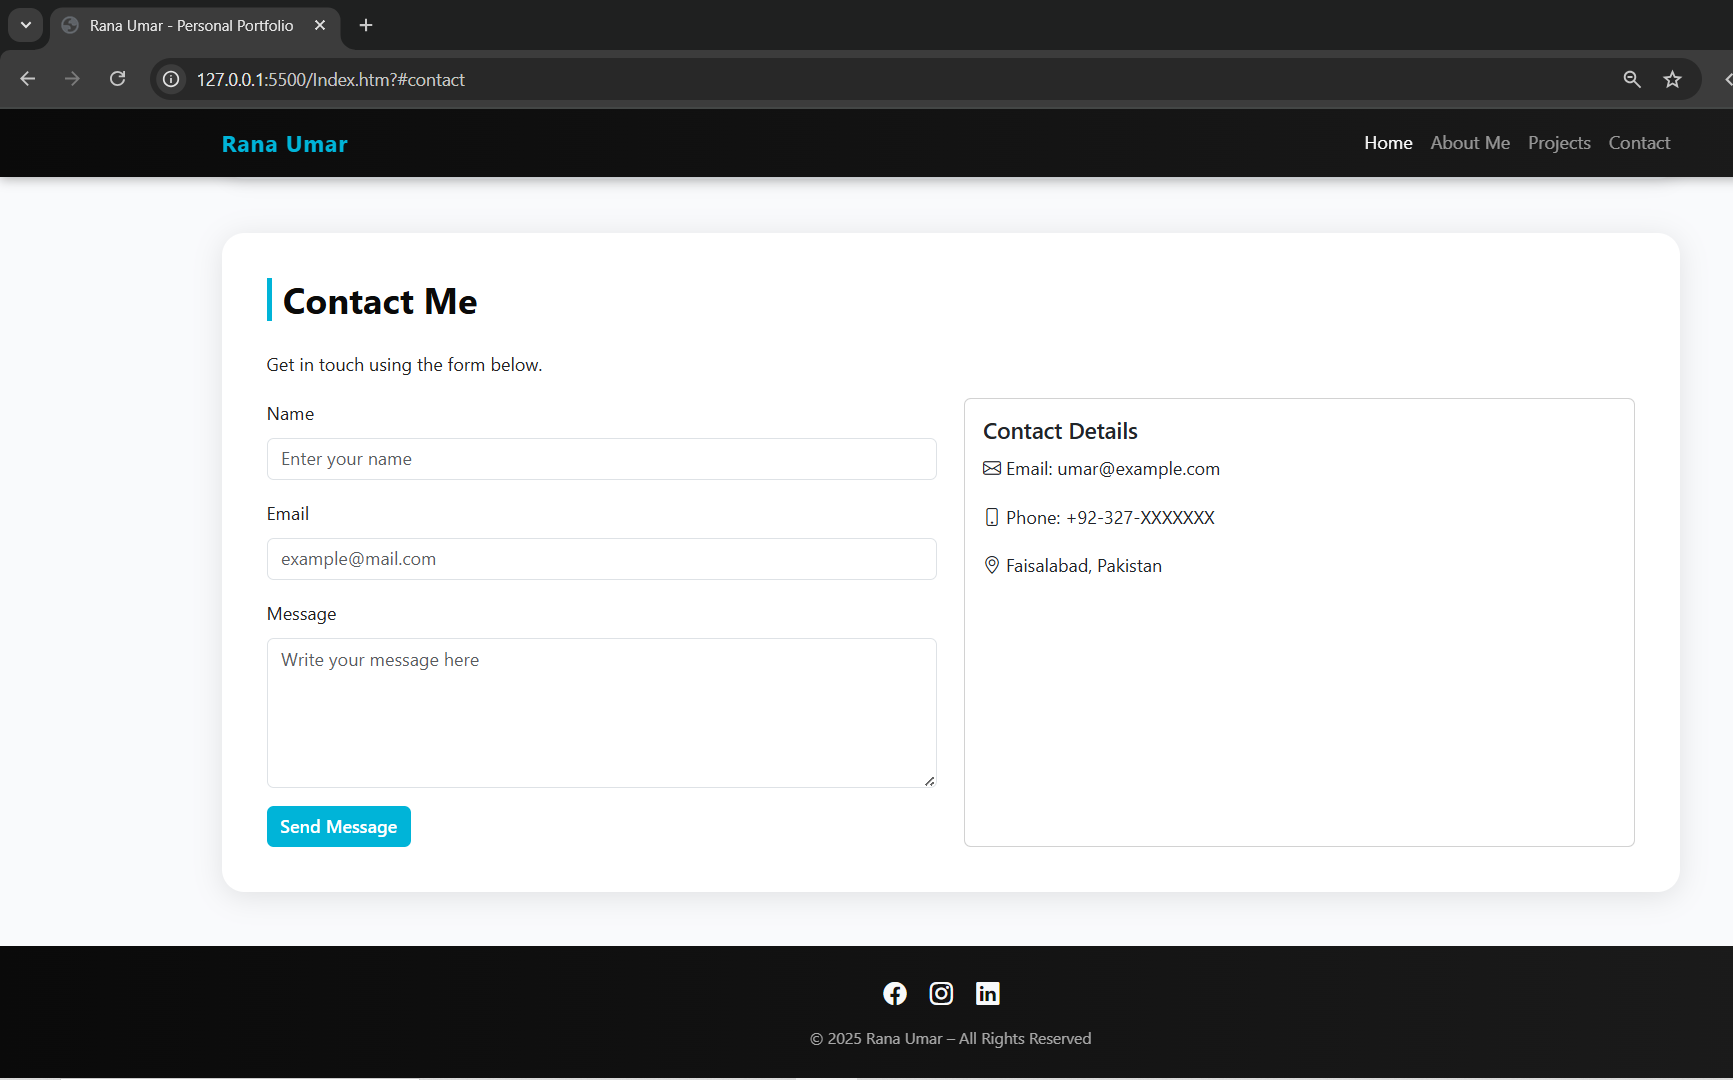 Rana Umar - Personal Portfolio
127.0.0.1:5500/Index.htm?#contact
Rana Umar
Home About Me Projects Contact
Contact Me
Get in touch using the form below.
Name
Enter your name
Email
example@mail.com
Message
Write your message here
Send Message
Contact Details
Email: umar@example.com
Phone: +92-327-XXXXXXX
Faisalabad, Pakistan
© 2025 Rana Umar – All Rights Reserved